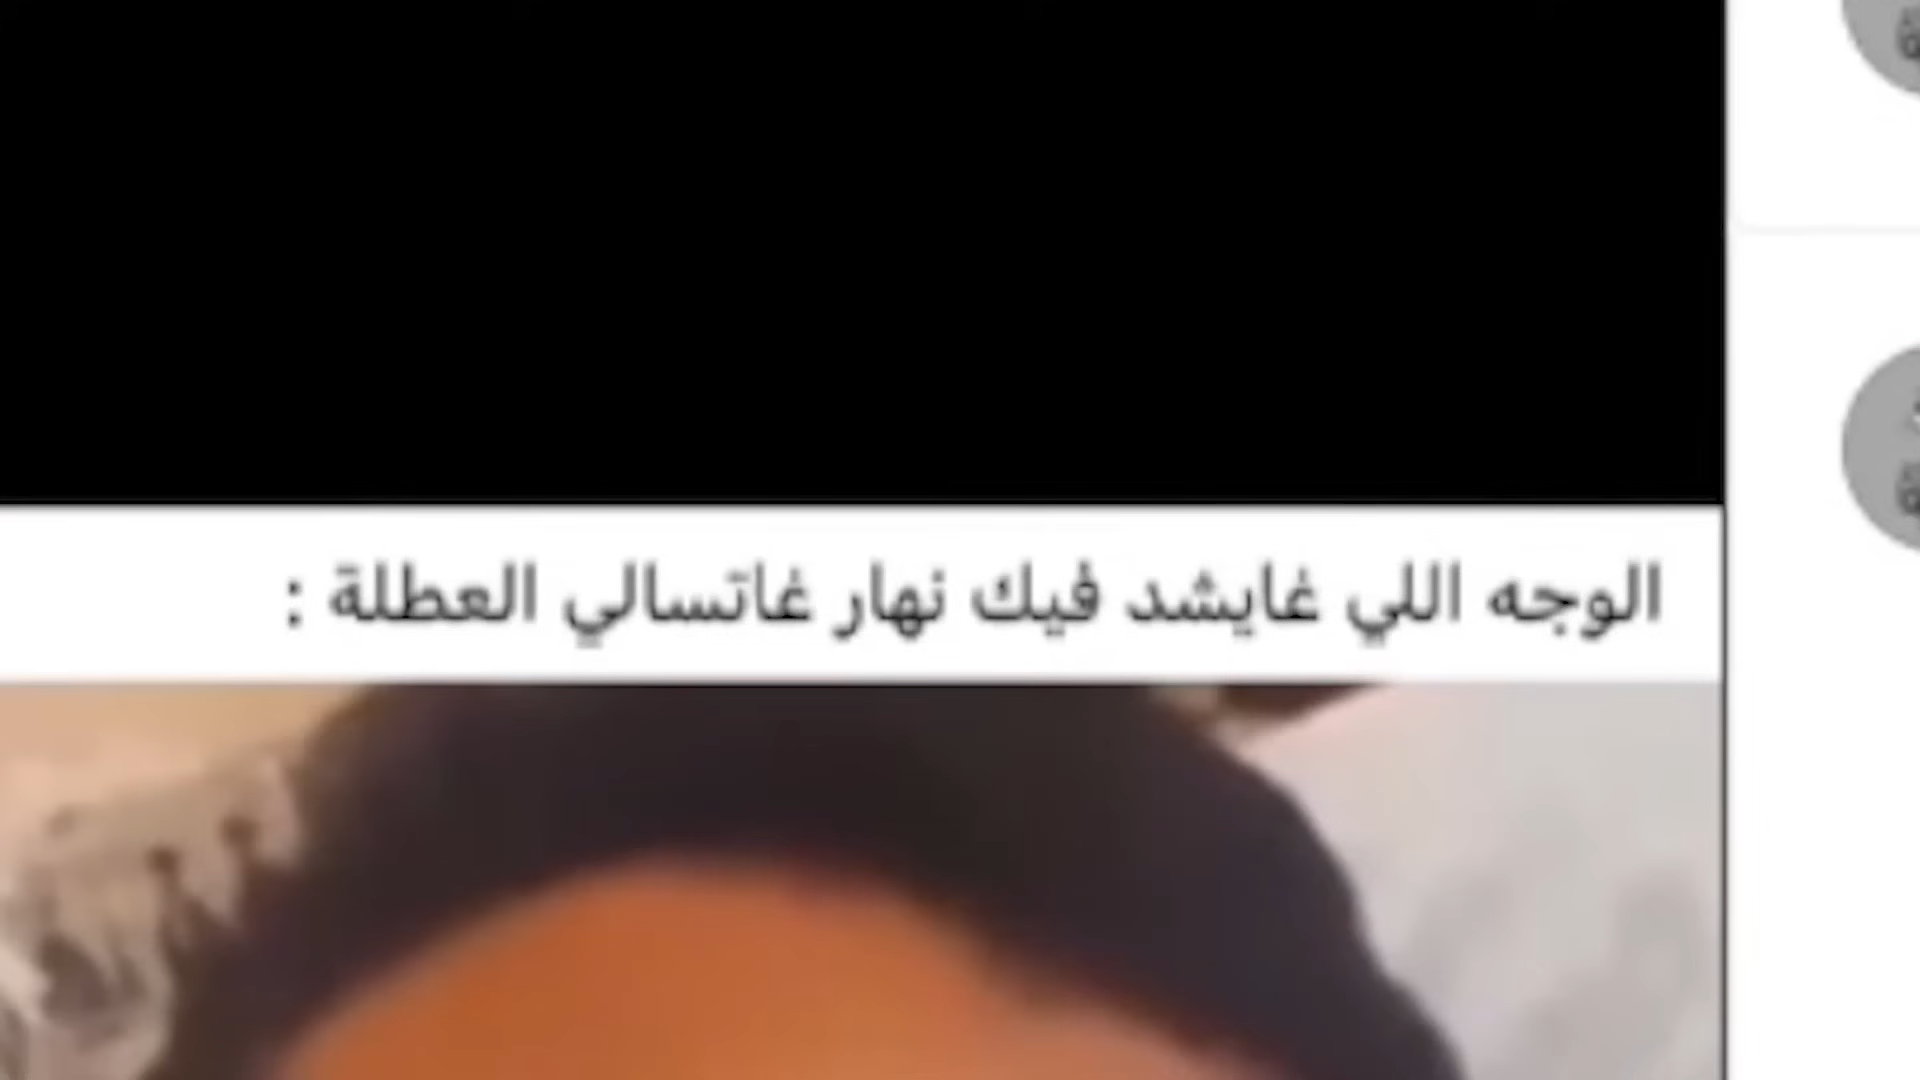 الوجه اللي غايشد فيك نهار غاتسالي العطلة :